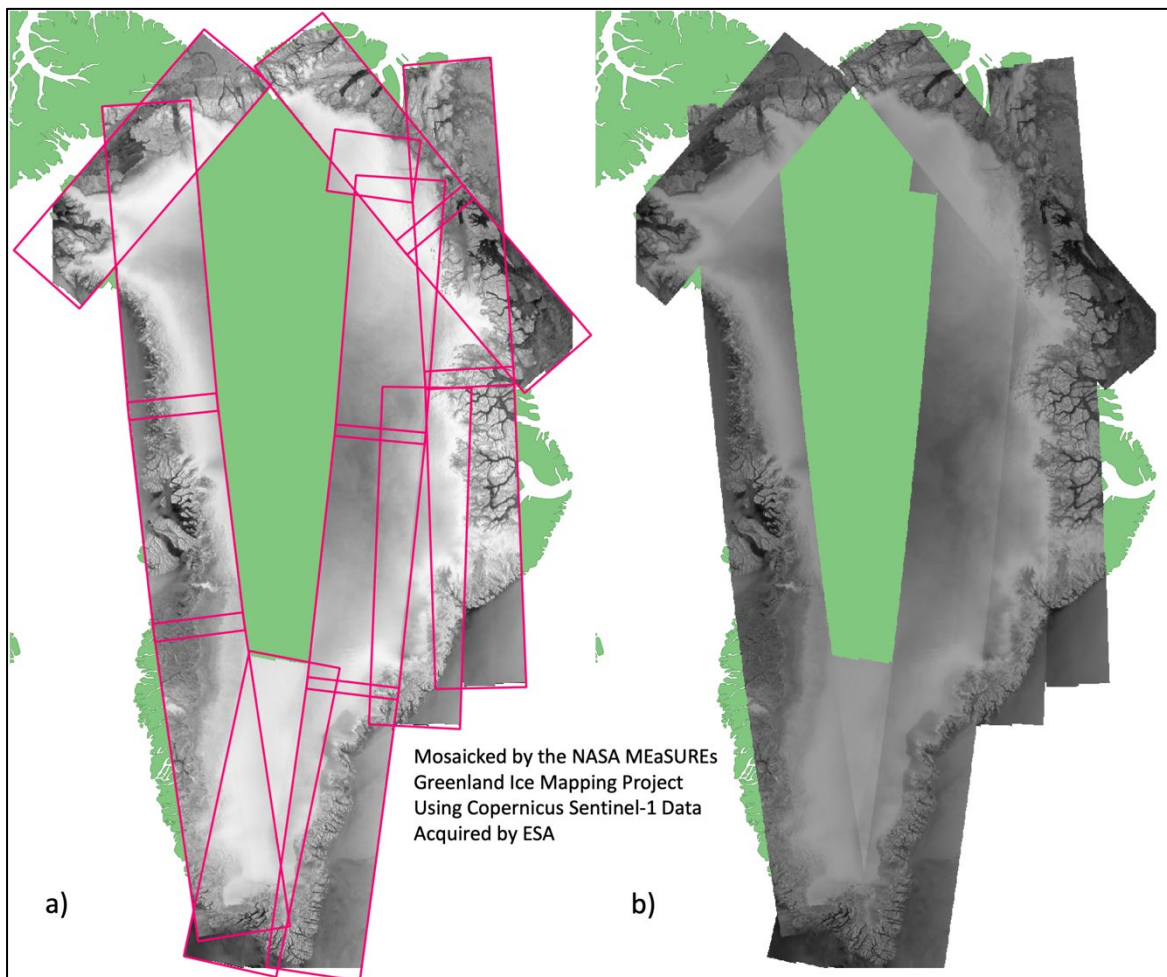 Mosaicked by the NASA MEaSUREs
Greenland Ice Mapping Project
Using Copernicus Sentinel-1 Data
Acquired by ESA
a)
b)